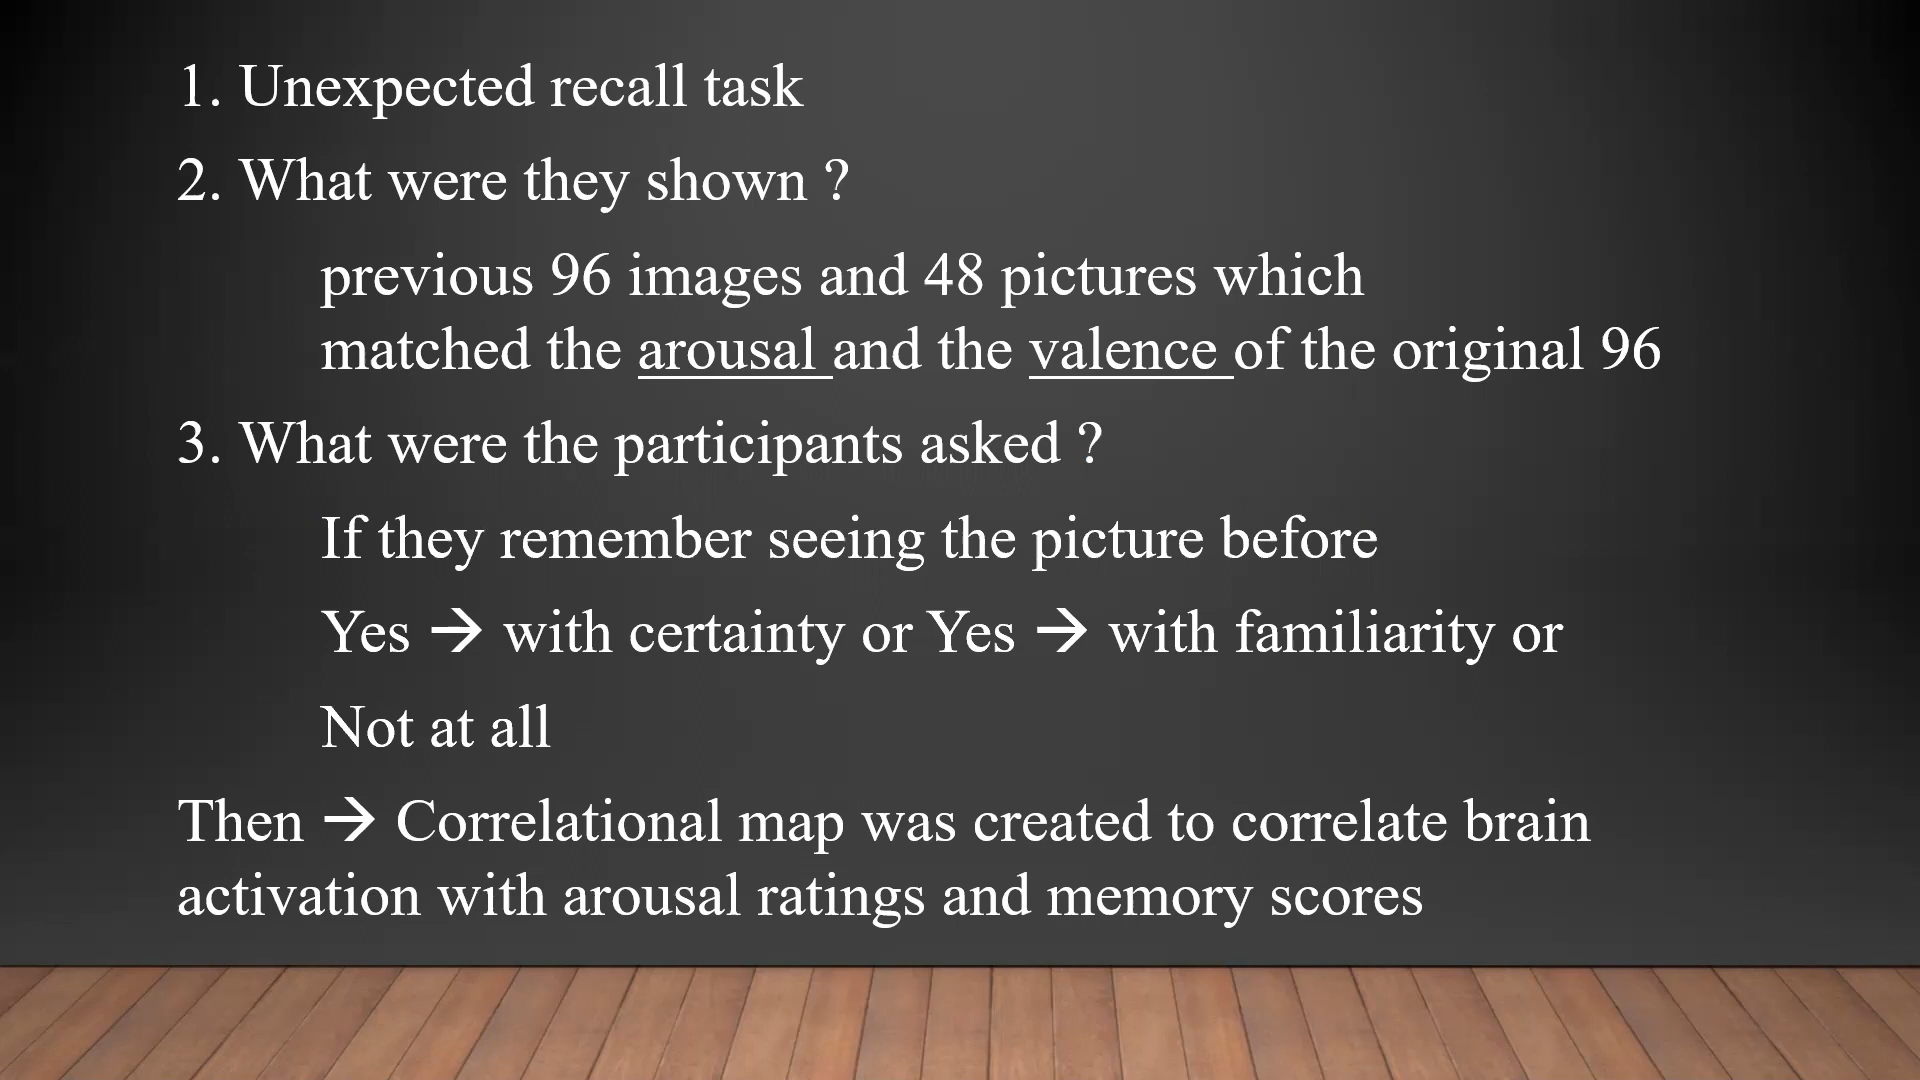 1. Unexpected recall task
2. What were they shown ?
previous 96 images and 48 pictures which
matched the arousal and the valence of the original 96
3. What were the participants asked ?
If they remember seeing the picture before
Yes → with certainty or Yes → with familiarity or
Not at all
Then → Correlational map was created to correlate brain
activation with arousal ratings and memory scores